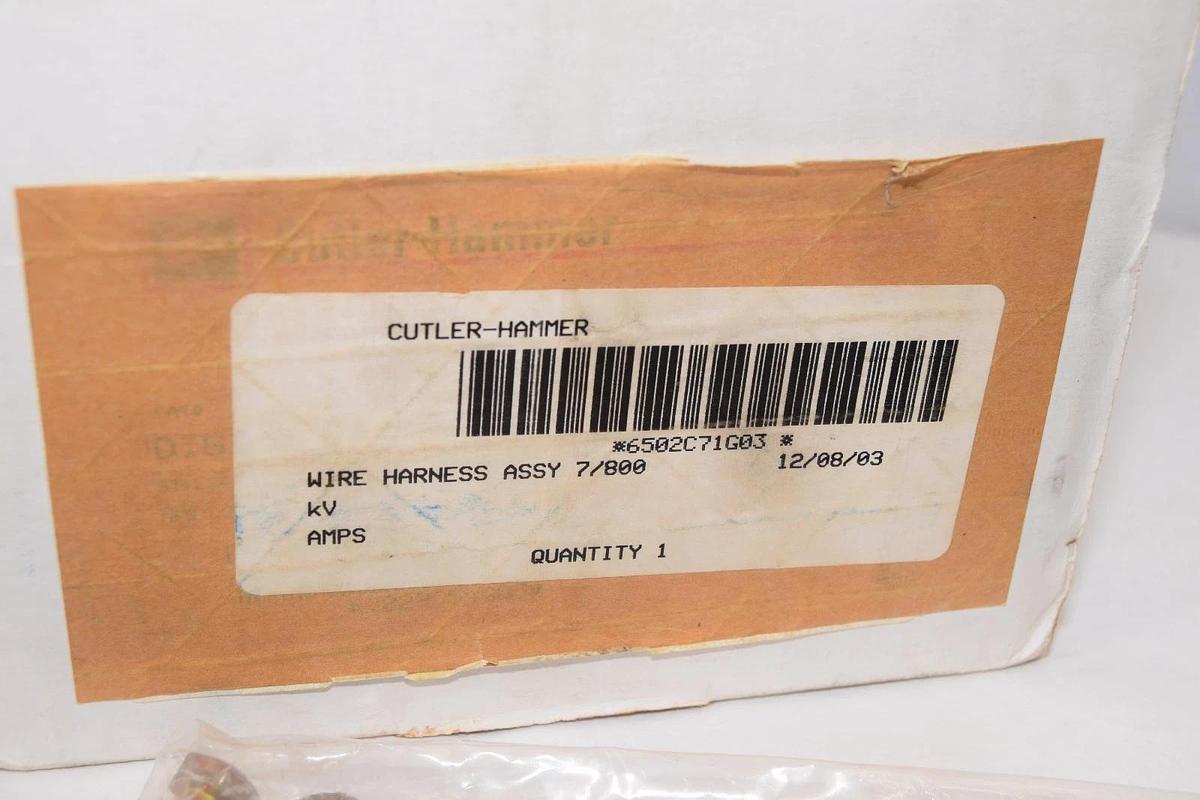 Cutler-Hammer
CUTLER-HAMMER
*6502C71G03 *
WIRE HARNESS ASSY 7/800 12/08/03
kV
AMPS
QUANTITY 1